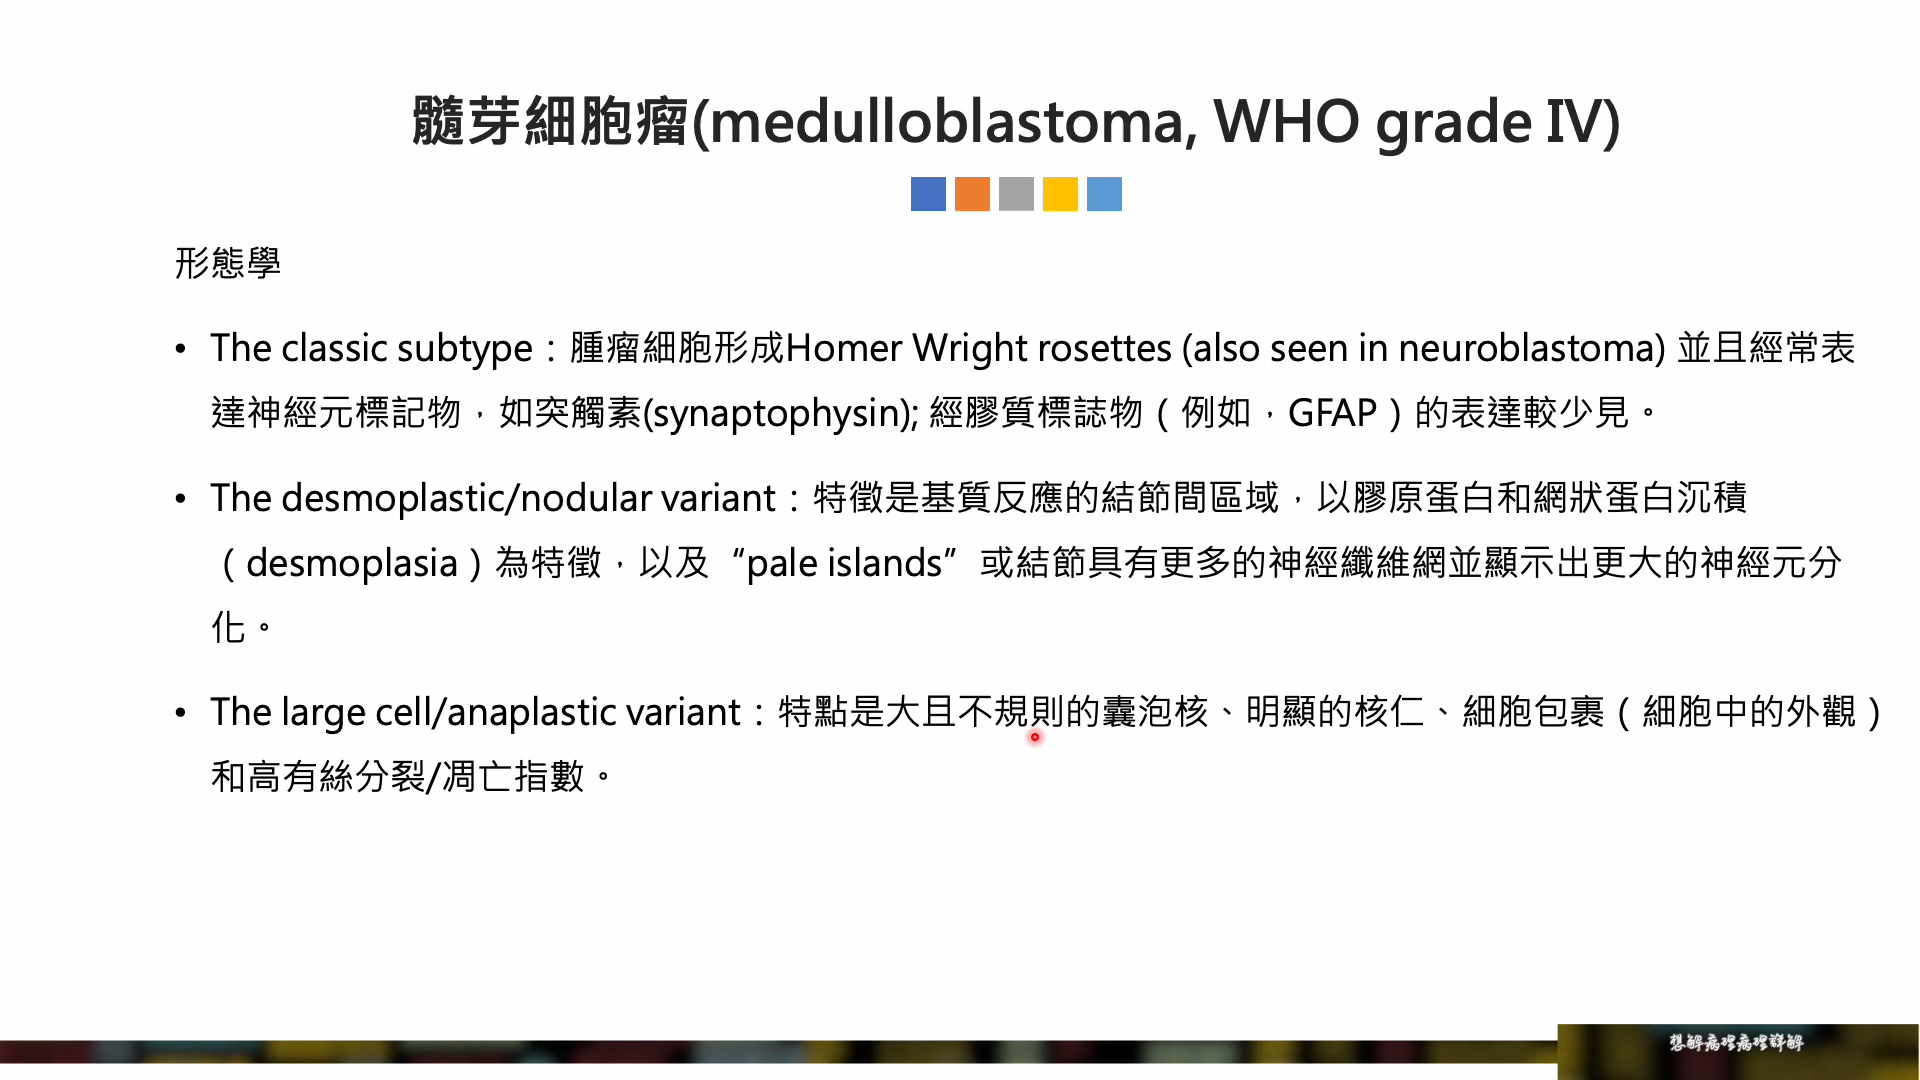 髓芽細胞瘤(medulloblastoma, WHO grade IV)
形態學
• The classic subtype：腫瘤細胞形成Homer Wright rosettes (also seen in neuroblastoma) 並且經常表
達神經元標記物，如突觸素(synaptophysin); 經膠質標誌物（例如，GFAP）的表達較少見。
• The desmoplastic/nodular variant：特徵是基質反應的結節間區域，以膠原蛋白和網狀蛋白沉積
（desmoplasia）為特徵，以及“pale islands”或結節具有更多的神經纖維網並顯示出更大的神經元分
化。
• The large cell/anaplastic variant：特點是大且不規則的囊泡核、明顯的核仁、細胞包裹（細胞中的外觀）
和高有絲分裂/凋亡指數。
想解病理病理詳解